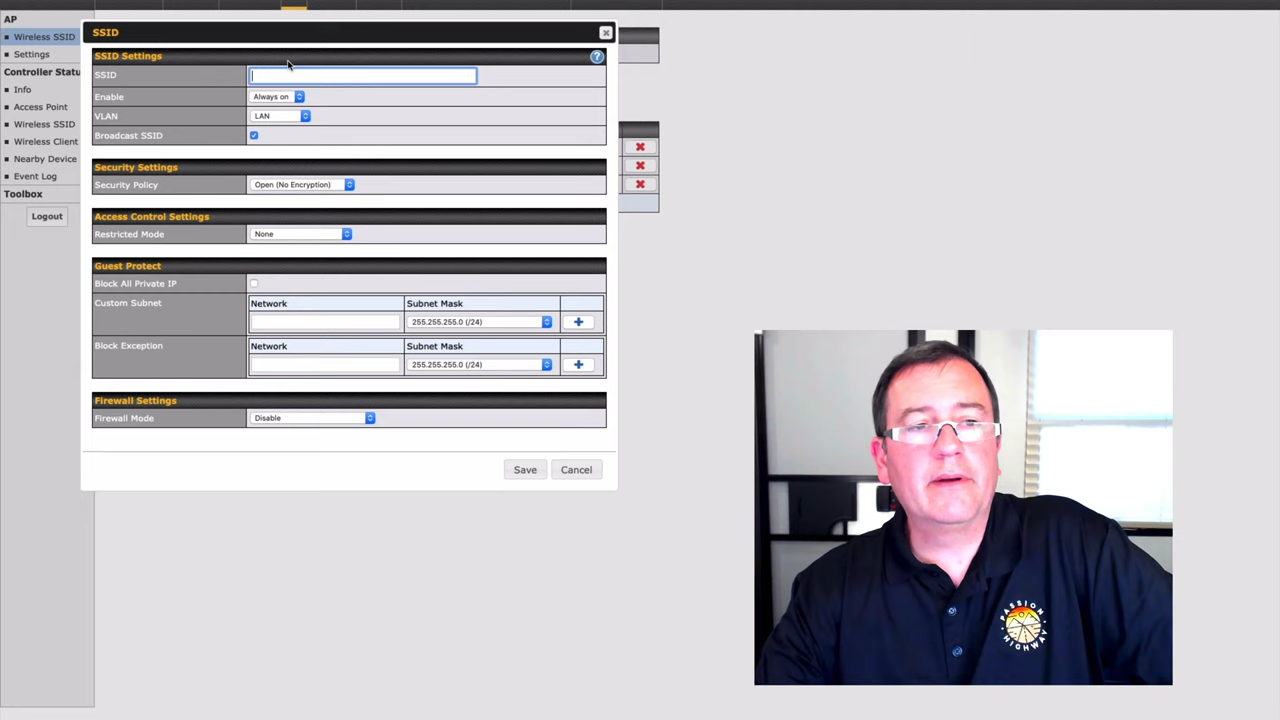 AP
Wireless SSID
Settings
Controller Statu
Info
Access Point
Wireless SSID
Wireless Client
Nearby Device
Event Log
Toolbox
Logout
SSID
SSID Settings
?
SSID
Enable
Always on
VLAN
LAN
Broadcast SSID
Security Settings
Security Policy
Open (No Encryption)
Access Control Settings
Restricted Mode
None
Guest Protect
Block All Private IP
Custom Subnet
Network
Subnet Mask
255.255.255.0 (/24)
Block Exception
Network
Subnet Mask
255.255.255.0 (/24)
Firewall Settings
Firewall Mode
Disable
Save
Cancel
PASSION
HIGHWAY